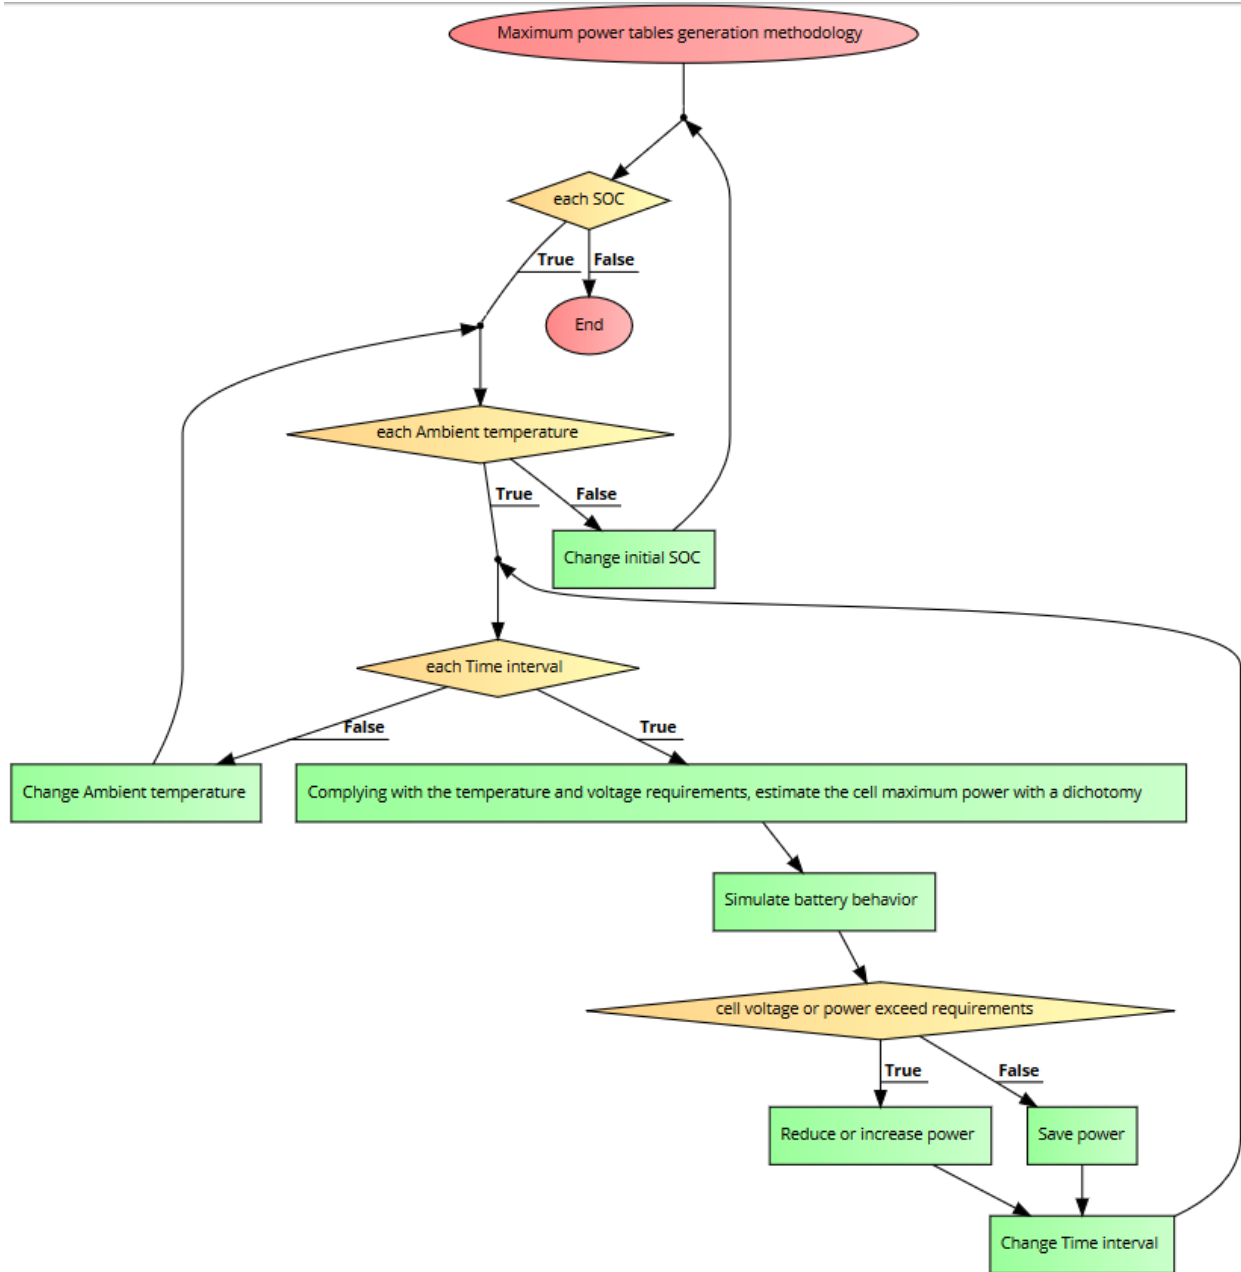 Maximum power tables generation methodology
each SOC
True
False
End
each Ambient temperature
True
False
Change initial SOC
each Time interval
False
True
Change Ambient temperature
Complying with the temperature and voltage requirements, estimate the cell maximum power with a dichotomy
Simulate battery behavior
cell voltage or power exceed requirements
True
False
Reduce or increase power
Save power
Change Time interval